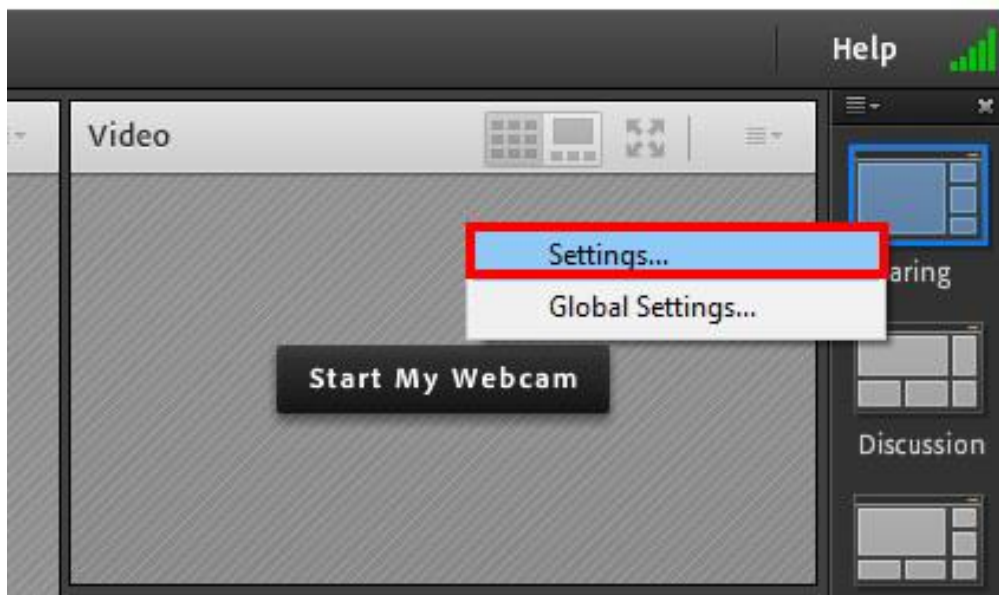 Help
Video
Settings...
Global Settings...
Start My Webcam
aring
Discussion